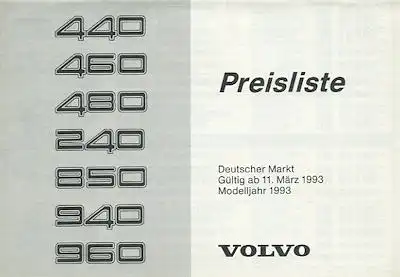 440
460
480
240
850
940
960
Preisliste
Deutscher Markt
Gültig ab 11. März 1993
Modelljahr 1993
VOLVO